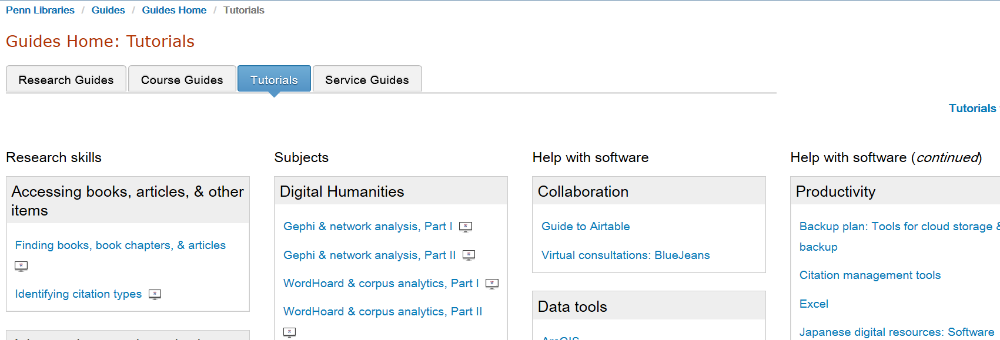 Penn Libraries / Guides / Guides Home / Tutorials
Guides Home: Tutorials
Research Guides
Course Guides
Tutorials
Service Guides
Tutorials
Research skills
Accessing books, articles, & other
items
Finding books, book chapters, & articles
Identifying citation types
Subjects
Digital Humanities
Gephi & network analysis, Part I
Gephi & network analysis, Part II
WordHoard & corpus analytics, Part I
WordHoard & corpus analytics, Part II
Help with software
Collaboration
Guide to Airtable
Virtual consultations: BlueJeans
Data tools
ArcGIS
Help with software (continued)
Productivity
Backup plan: Tools for cloud storage &
backup
Citation management tools
Excel
Japanese digital resources: Software